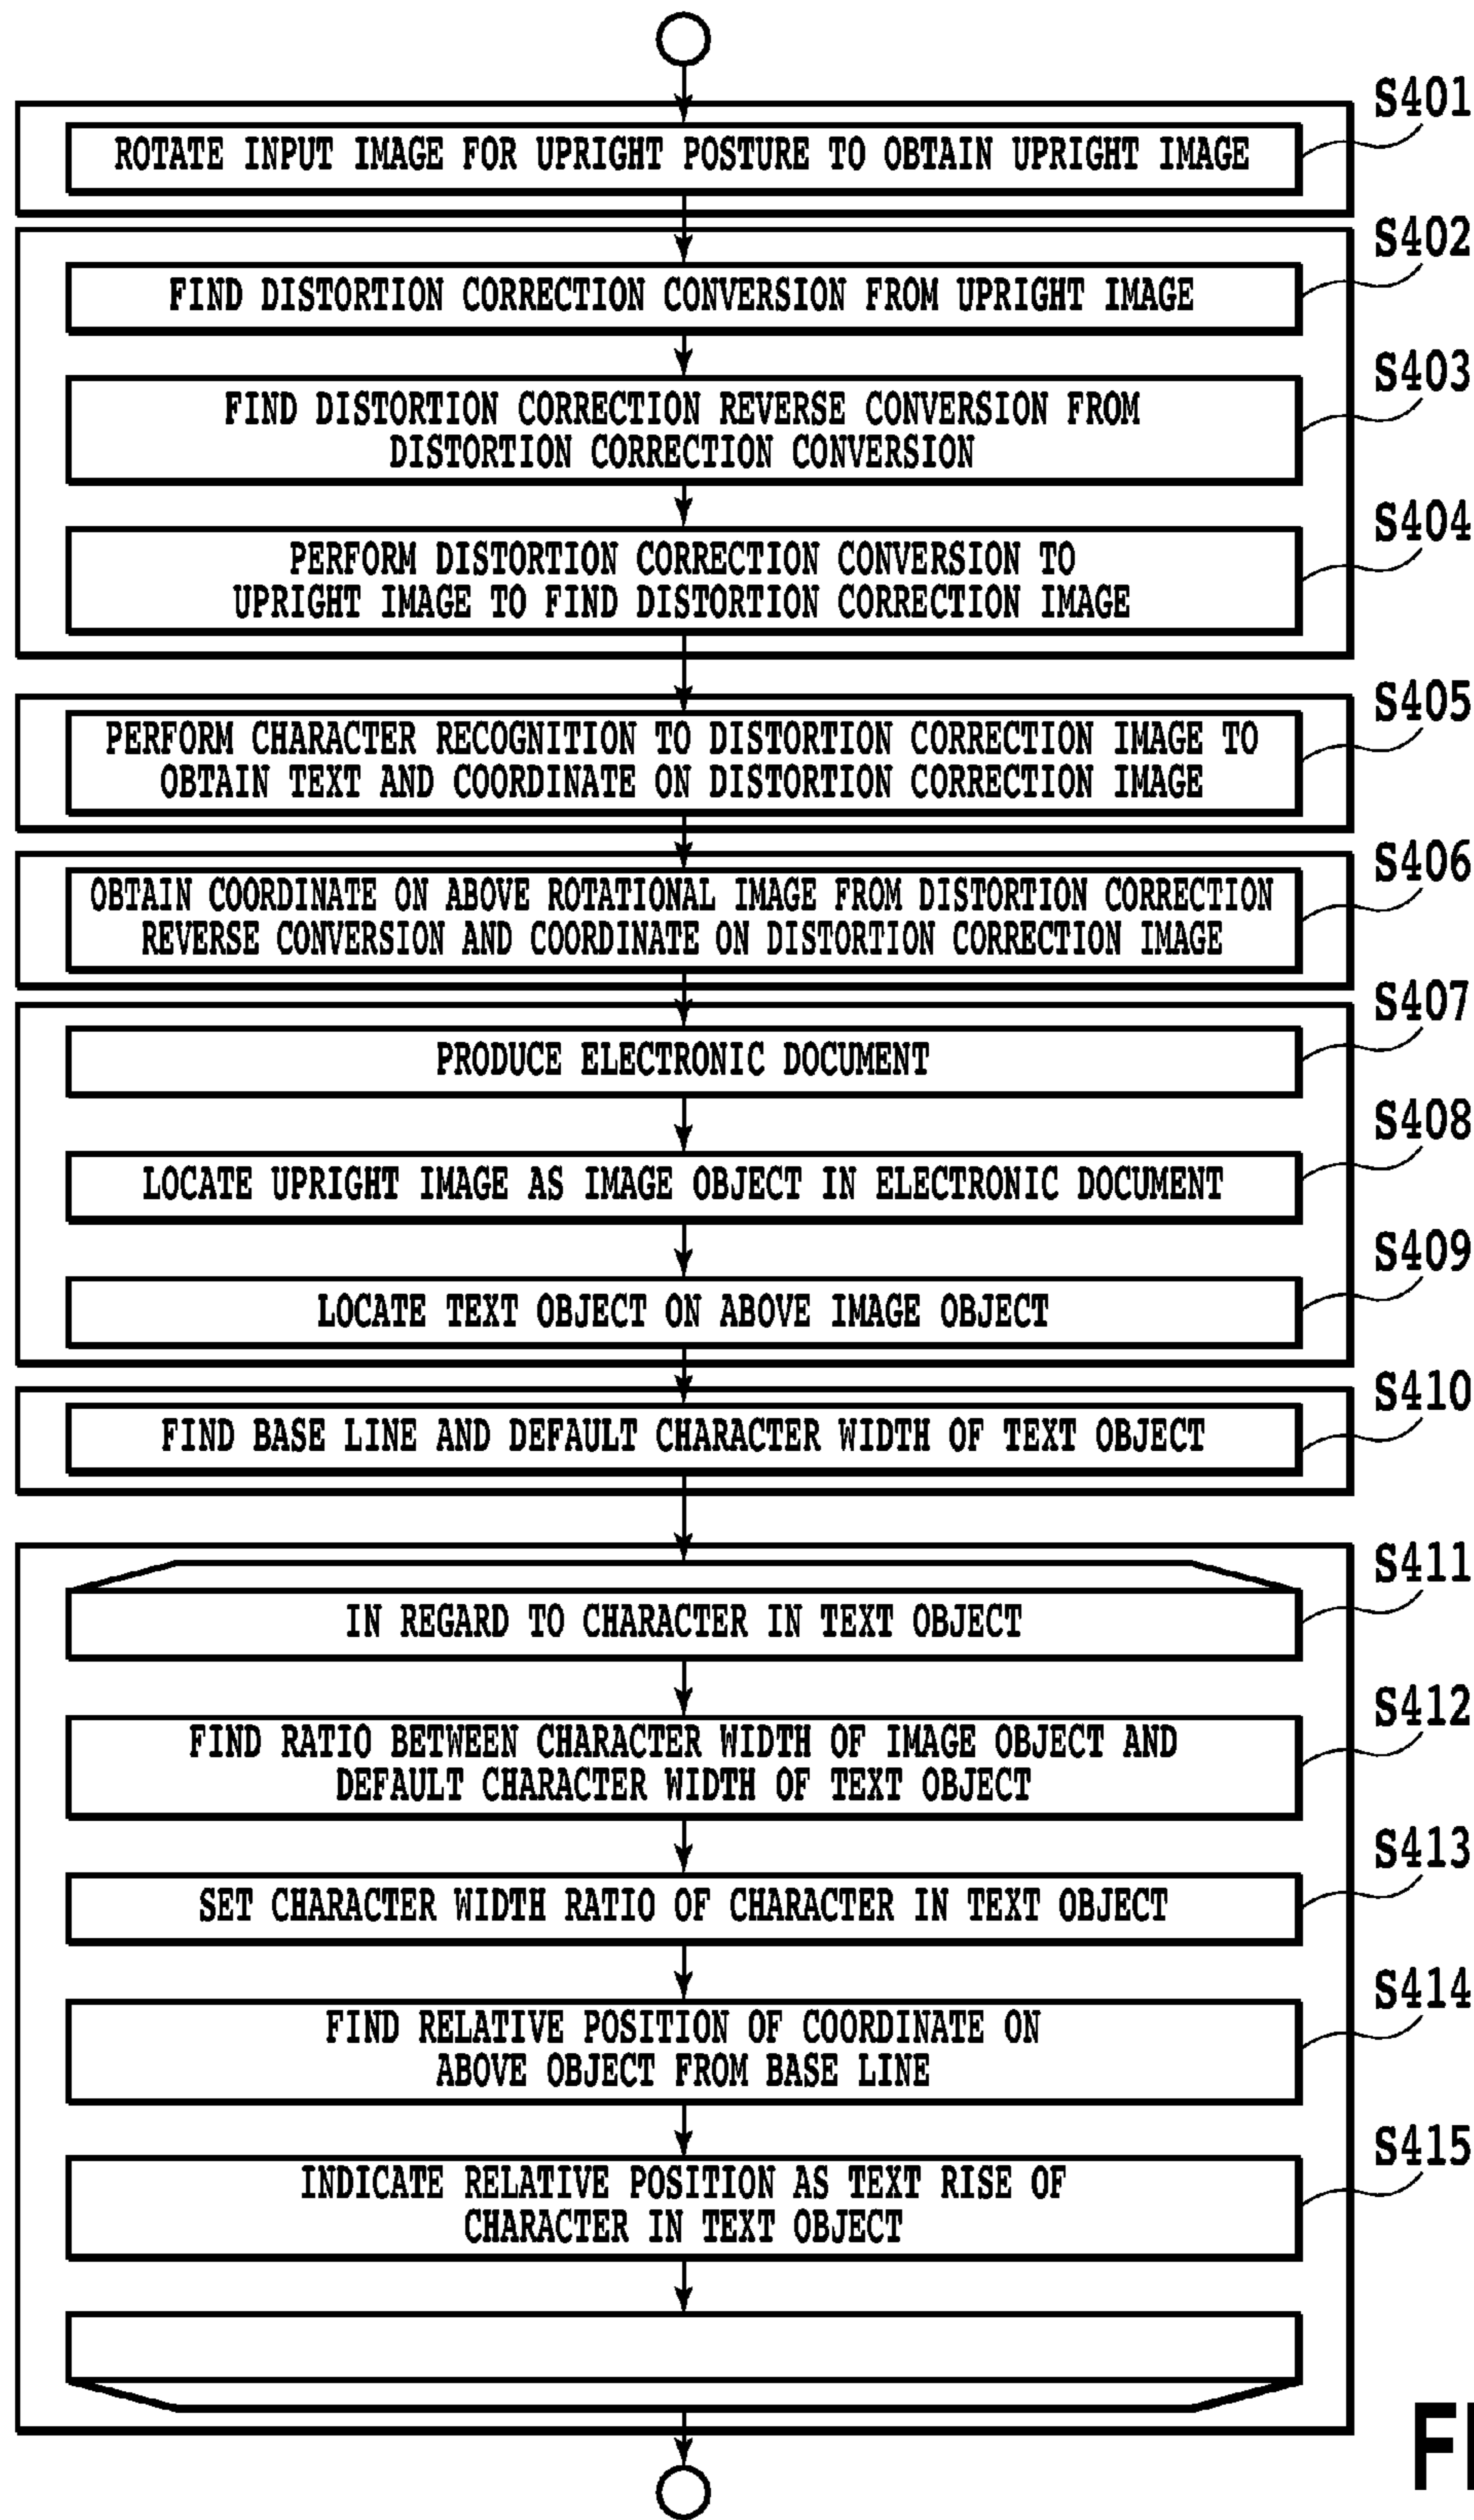 S401
ROTATE INPUT IMAGE FOR UPRIGHT POSTURE TO OBTAIN UPRIGHT IMAGE
S402
FIND DISTORTION CORRECTION CONVERSION FROM UPRIGHT IMAGE
S403
FIND DISTORTION CORRECTION REVERSE CONVERSION FROM
DISTORTION CORRECTION CONVERSION
S404
PERFORM DISTORTION CORRECTION CONVERSION TO
UPRIGHT IMAGE TO FIND DISTORTION CORRECTION IMAGE
S405
PERFORM CHARACTER RECOGNITION TO DISTORTION CORRECTION IMAGE TO
OBTAIN TEXT AND COORDINATE ON DISTORTION CORRECTION IMAGE
S406
OBTAIN COORDINATE ON ABOVE ROTATIONAL IMAGE FROM DISTORTION CORRECTION
REVERSE CONVERSION AND COORDINATE ON DISTORTION CORRECTION IMAGE
S407
PRODUCE ELECTRONIC DOCUMENT
S408
LOCATE UPRIGHT IMAGE AS IMAGE OBJECT IN ELECTRONIC DOCUMENT
S409
LOCATE TEXT OBJECT ON ABOVE IMAGE OBJECT
S410
FIND BASE LINE AND DEFAULT CHARACTER WIDTH OF TEXT OBJECT
S411
IN REGARD TO CHARACTER IN TEXT OBJECT
S412
FIND RATIO BETWEEN CHARACTER WIDTH OF IMAGE OBJECT AND
DEFAULT CHARACTER WIDTH OF TEXT OBJECT
S413
SET CHARACTER WIDTH RATIO OF CHARACTER IN TEXT OBJECT
S414
FIND RELATIVE POSITION OF COORDINATE ON
ABOVE OBJECT FROM BASE LINE
S415
INDICATE RELATIVE POSITION AS TEXT RISE OF
CHARACTER IN TEXT OBJECT